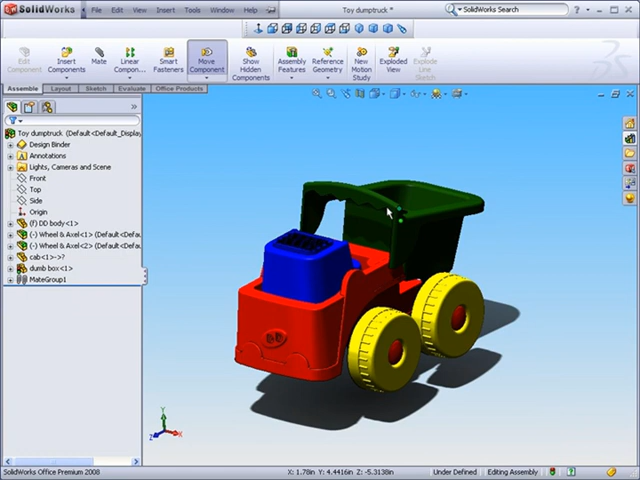 SolidWorks File Edit View Insert Tools Window Help Toy dumptruck * SolidWorks Search
Edit Component
Insert Components
Mate
Linear Compon...
Smart Fasteners
Move Component
Show Hidden Components
Assembly Features
Reference Geometry
New Motion Study
Exploded View
Explode Line Sketch
Assemble Layout Sketch Evaluate Office Products
Toy dumptruck (Default<Default_Displa
Design Binder
Annotations
Lights, Cameras and Scene
Front
Top
Side
Origin
(f) DD body<1>
(-) Wheel & Axel<1> (Default<Defau
(-) Wheel & Axel<2> (Default<Defau
cab<1>->?
dumb box<1>
MateGroup1
Y
Z X
SolidWorks Office Premium 2008 X: 1.78in Y: 4.4416in Z: -5.3138in Under Defined Editing Assembly